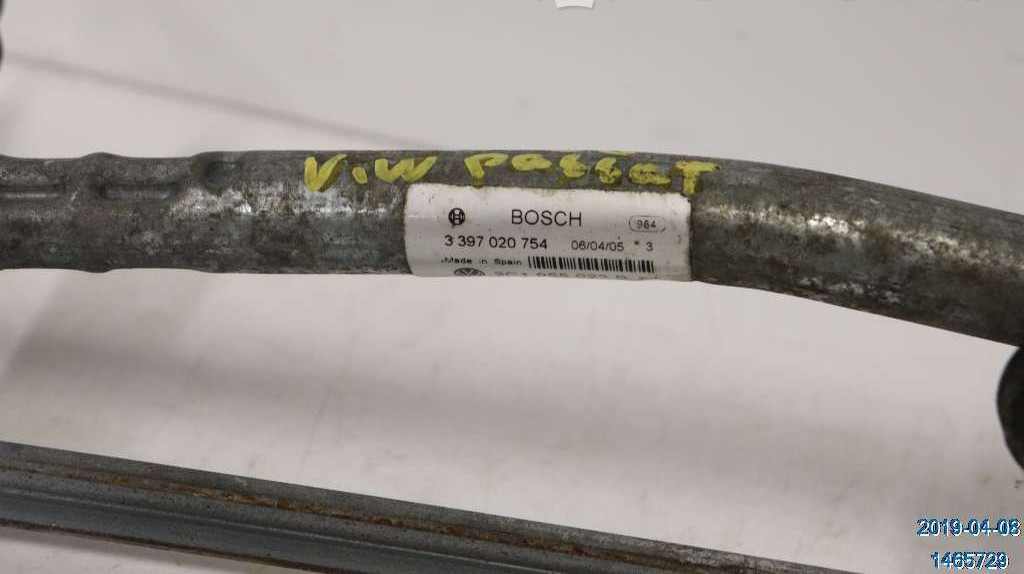 V.W PASSAT
BOSCH 964
3 397 020 754 06/04/05 * 3
Made in Spain
2019-04-08
1465729